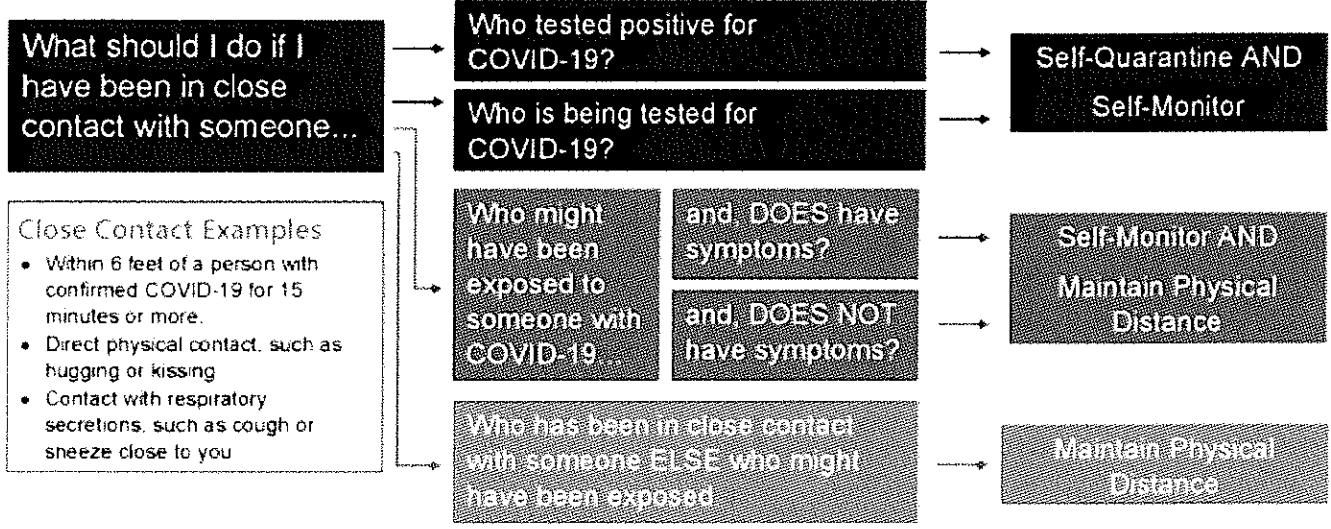 What should I do if I
have been in close
contact with someone...
Who tested positive for
COVID-19?
Who is being tested for
COVID-19?
Self-Quarantine AND
Self-Monitor
Close Contact Examples
• Within 6 feet of a person with
confirmed COVID-19 for 15
minutes or more.
• Direct physical contact, such as
hugging or kissing
• Contact with respiratory
secretions, such as cough or
sneeze close to you
Who might
have been
exposed to
someone with
COVID-19...
and, DOES have
symptoms?
and, DOES NOT
have symptoms?
Self-Monitor AND
Maintain Physical
Distance
Who has been in close contact
with someone ELSE who might
have been exposed
Maintain Physical
Distance